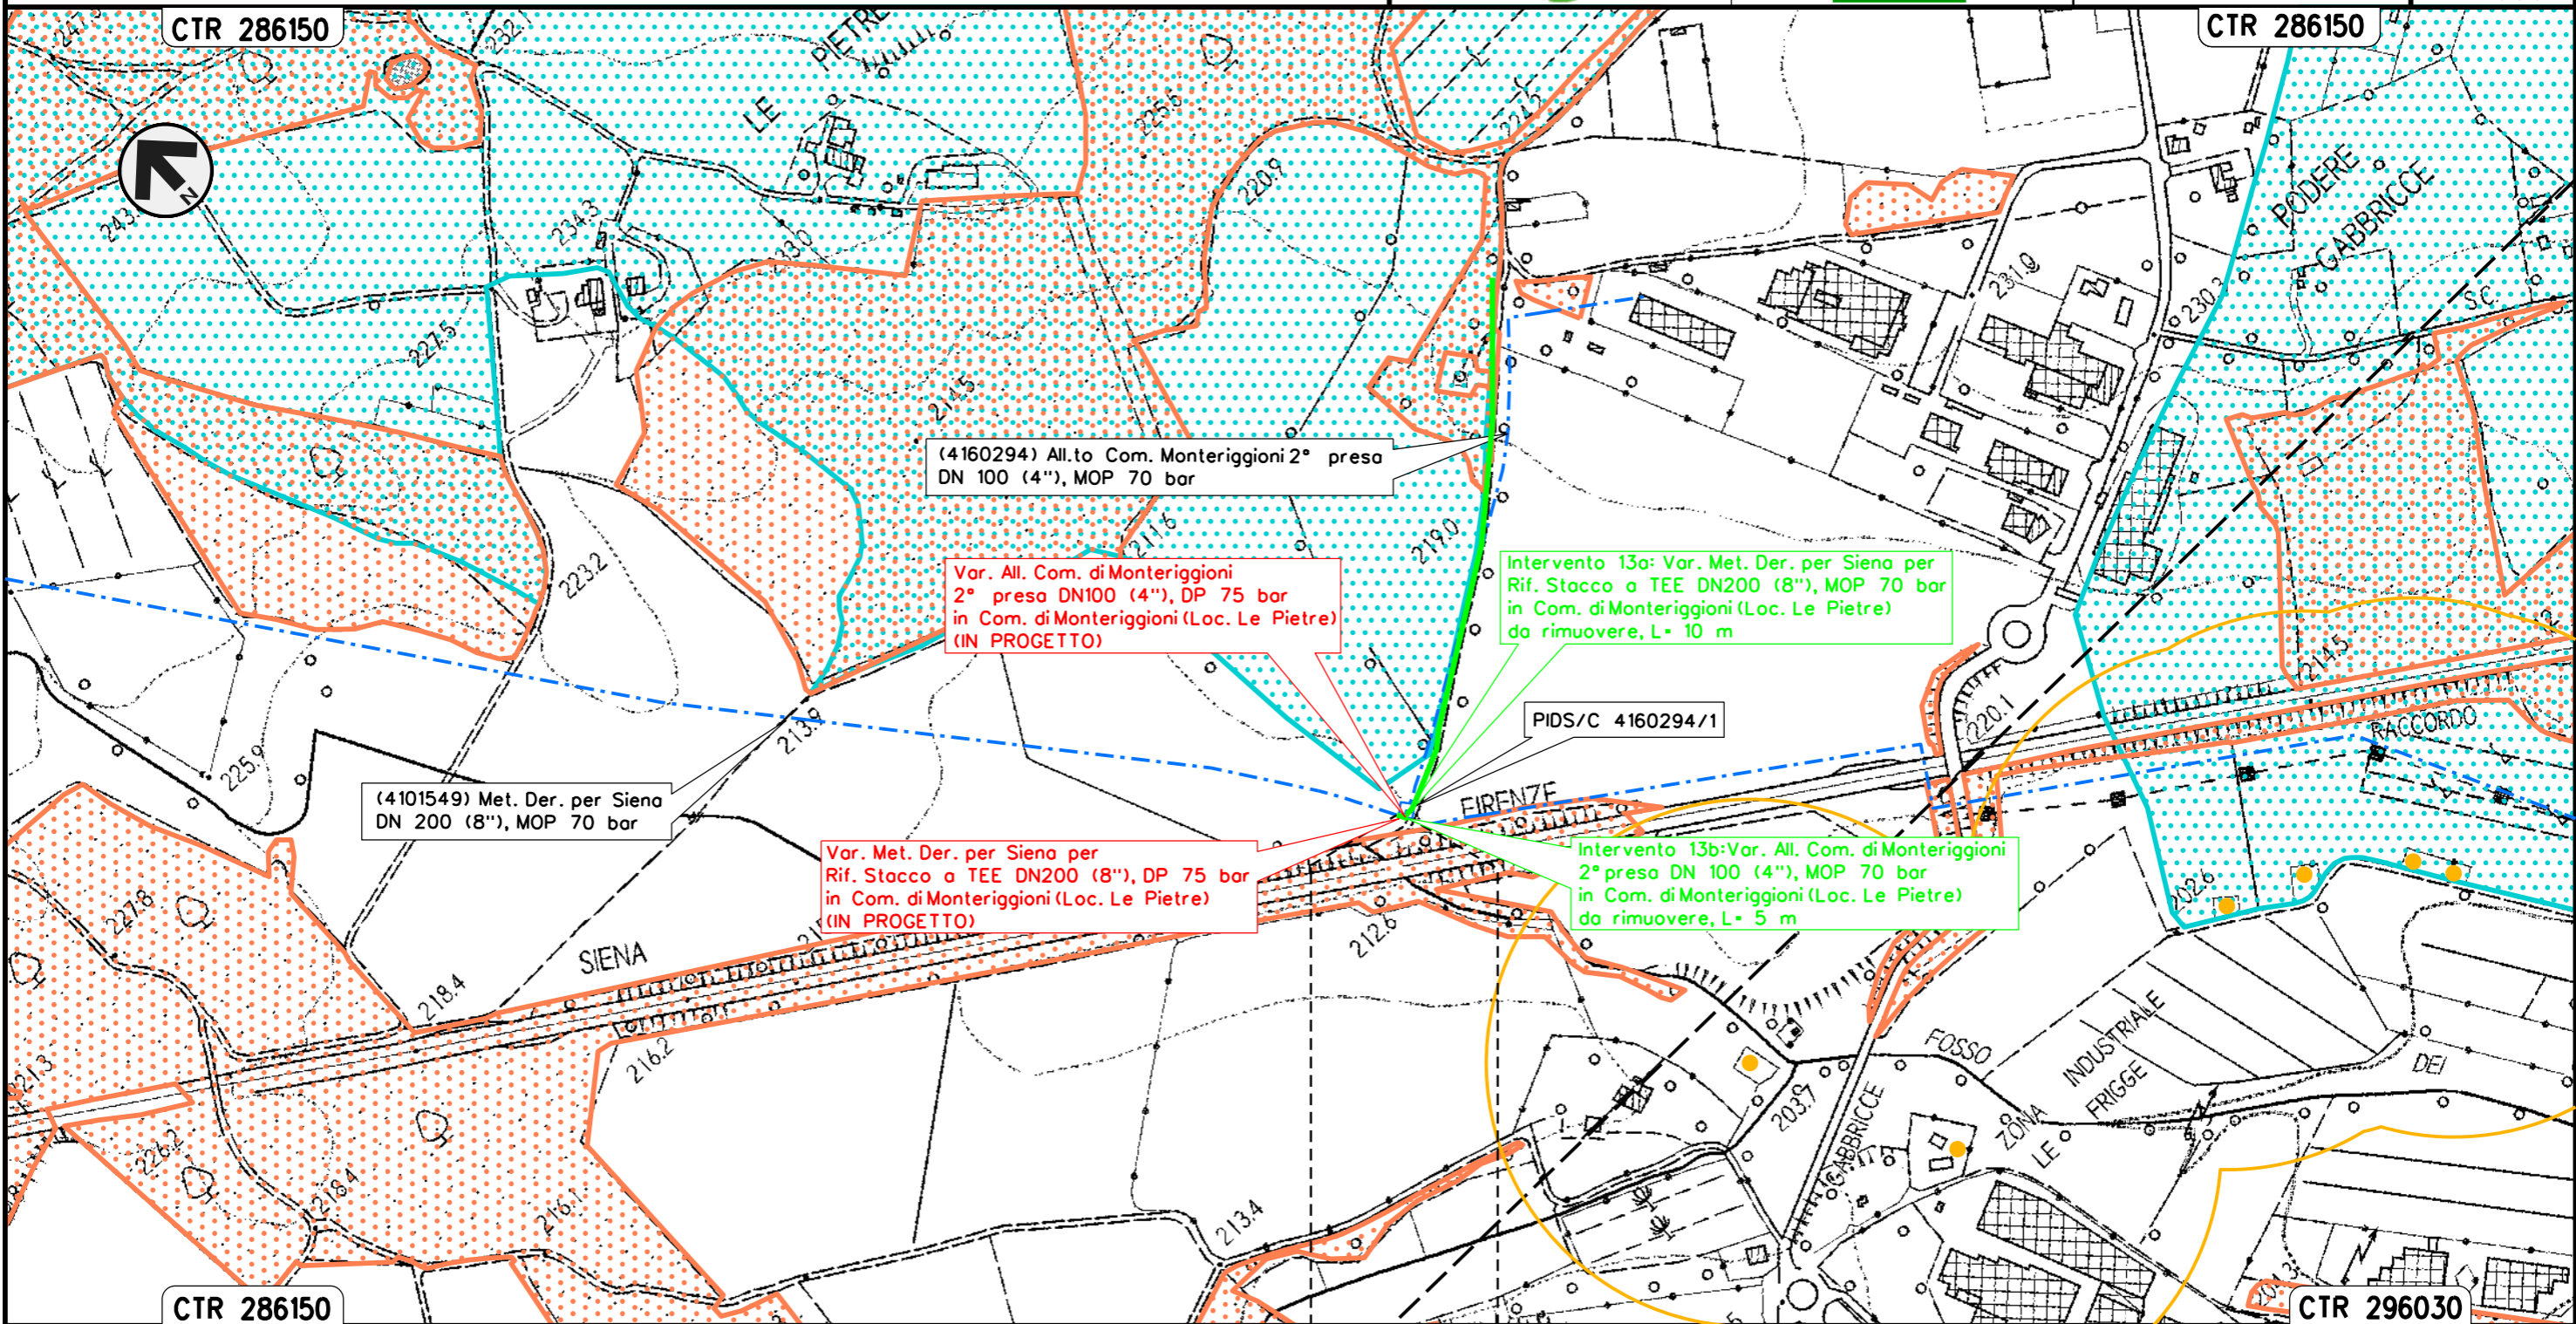 CTR 286150
CTR 286150
232.1
PIETRE
LE
225.5
224.5
N
234.3
233.0
220.9
PODERE
GABBRICCE
S.C.
231.0
230.3
227.5
214.5
(4160294) All.to Com. Monteriggioni 2° presa
DN 100 (4"), MOP 70 bar
211.6
219.0
223.2
Var. All. Com. di Monteriggioni
2° presa DN100 (4"), DP 75 bar
in Com. di Monteriggioni (Loc. Le Pietre)
(IN PROGETTO)
Intervento 13a: Var. Met. Der. per Siena per
Rif. Stacco a TEE DN200 (8"), MOP 70 bar
in Com. di Monteriggioni (Loc. Le Pietre)
da rimuovere, L= 10 m
214.5
213.9
PIDS/C 4160294/1
220.1
RACCORDO
225.9
(4101549) Met. Der. per Siena
DN 200 (8"), MOP 70 bar
FIRENZE
Var. Met. Der. per Siena per
Rif. Stacco a TEE DN200 (8"), DP 75 bar
in Com. di Monteriggioni (Loc. Le Pietre)
(IN PROGETTO)
Intervento 13b:Var. All. Com. di Monteriggioni
2° presa DN 100 (4"), MOP 70 bar
in Com. di Monteriggioni (Loc. Le Pietre)
da rimuovere, L= 5 m
202.6
227.8
SIENA
212.6
218.4
216.2
221.3
FOSSO
DEI
ZONA
INDUSTRIALE
LE
FRIGGE
203.7
GABBRICCE
226.2
218.4
216.1
213.4
CTR 286150
CTR 296030